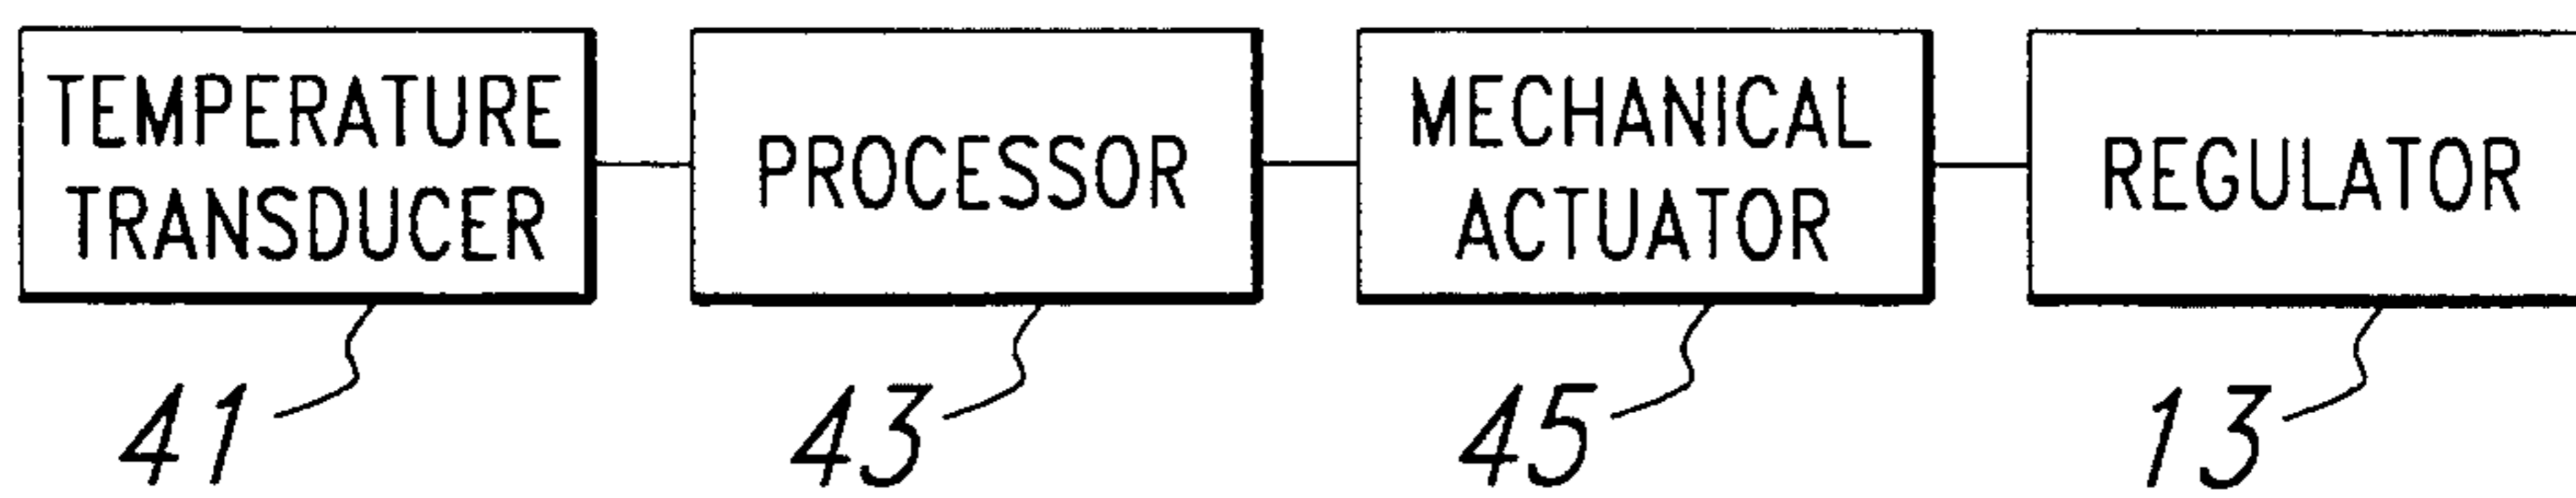 TEMPERATURE
TRANSDUCER
PROCESSOR
MECHANICAL
ACTUATOR
REGULATOR
41
43
45
13